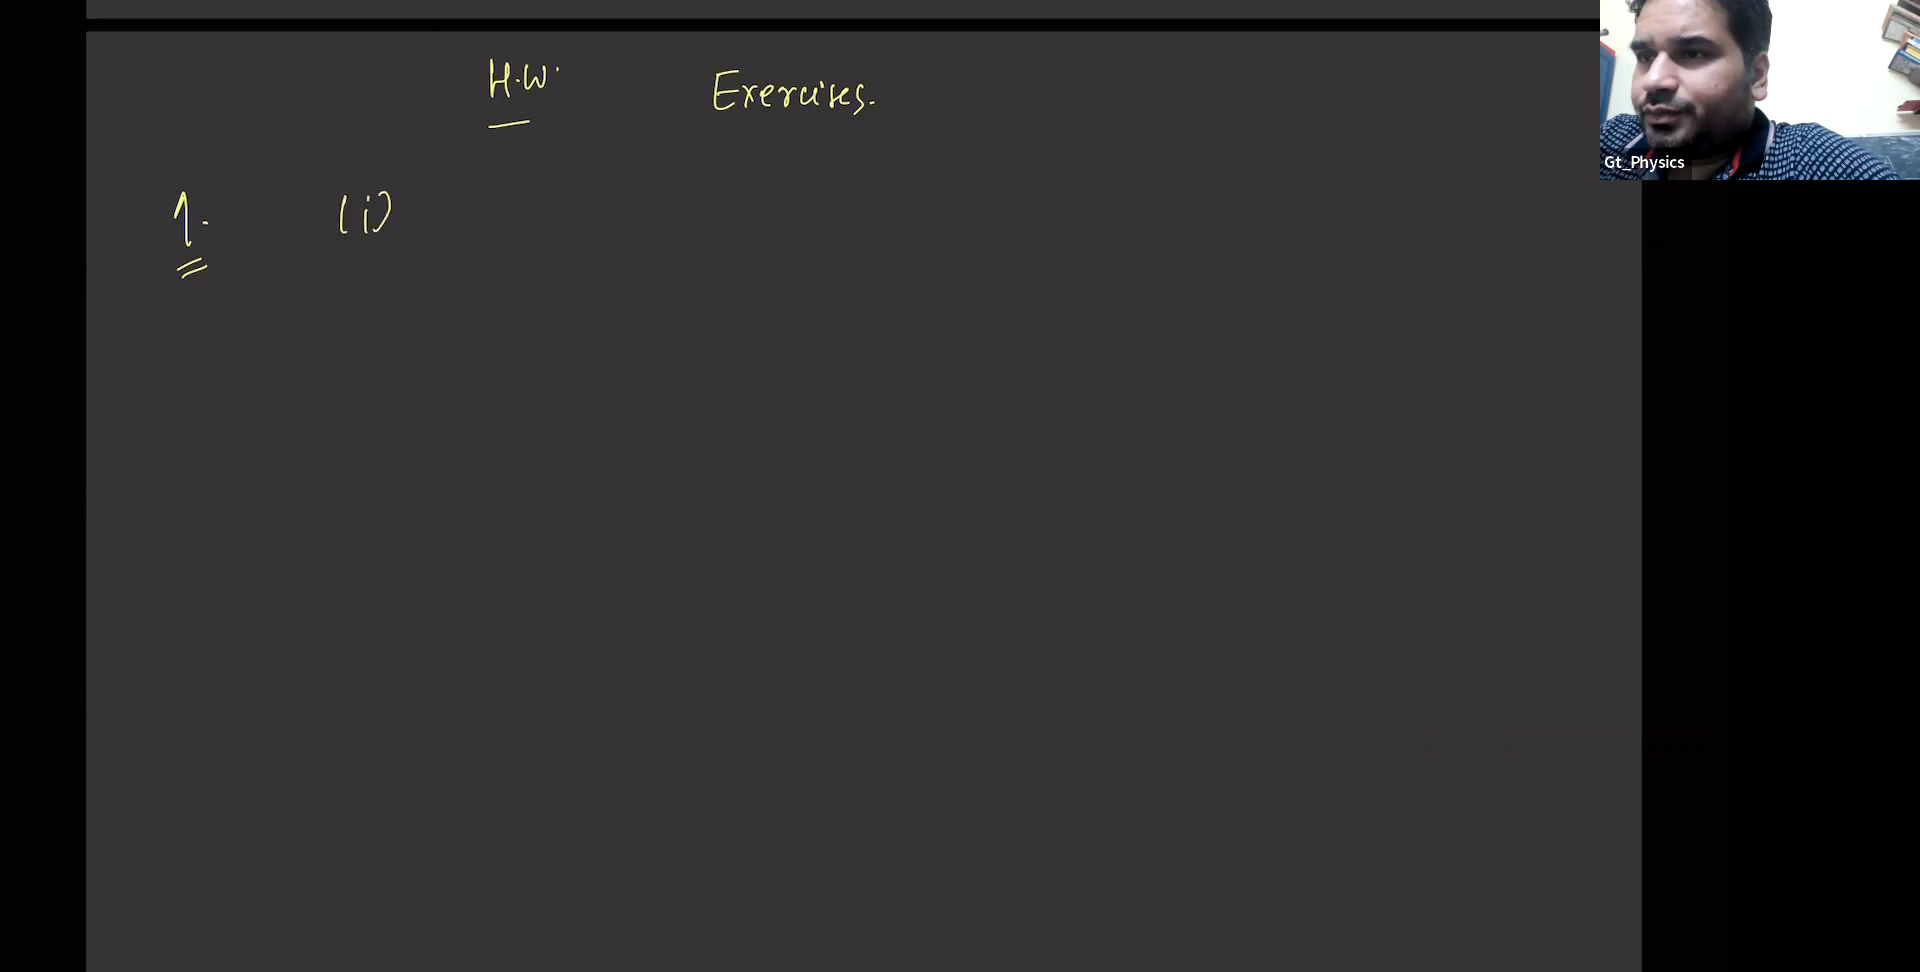 H.W. Exercises.
Gt_Physics
1. (i)